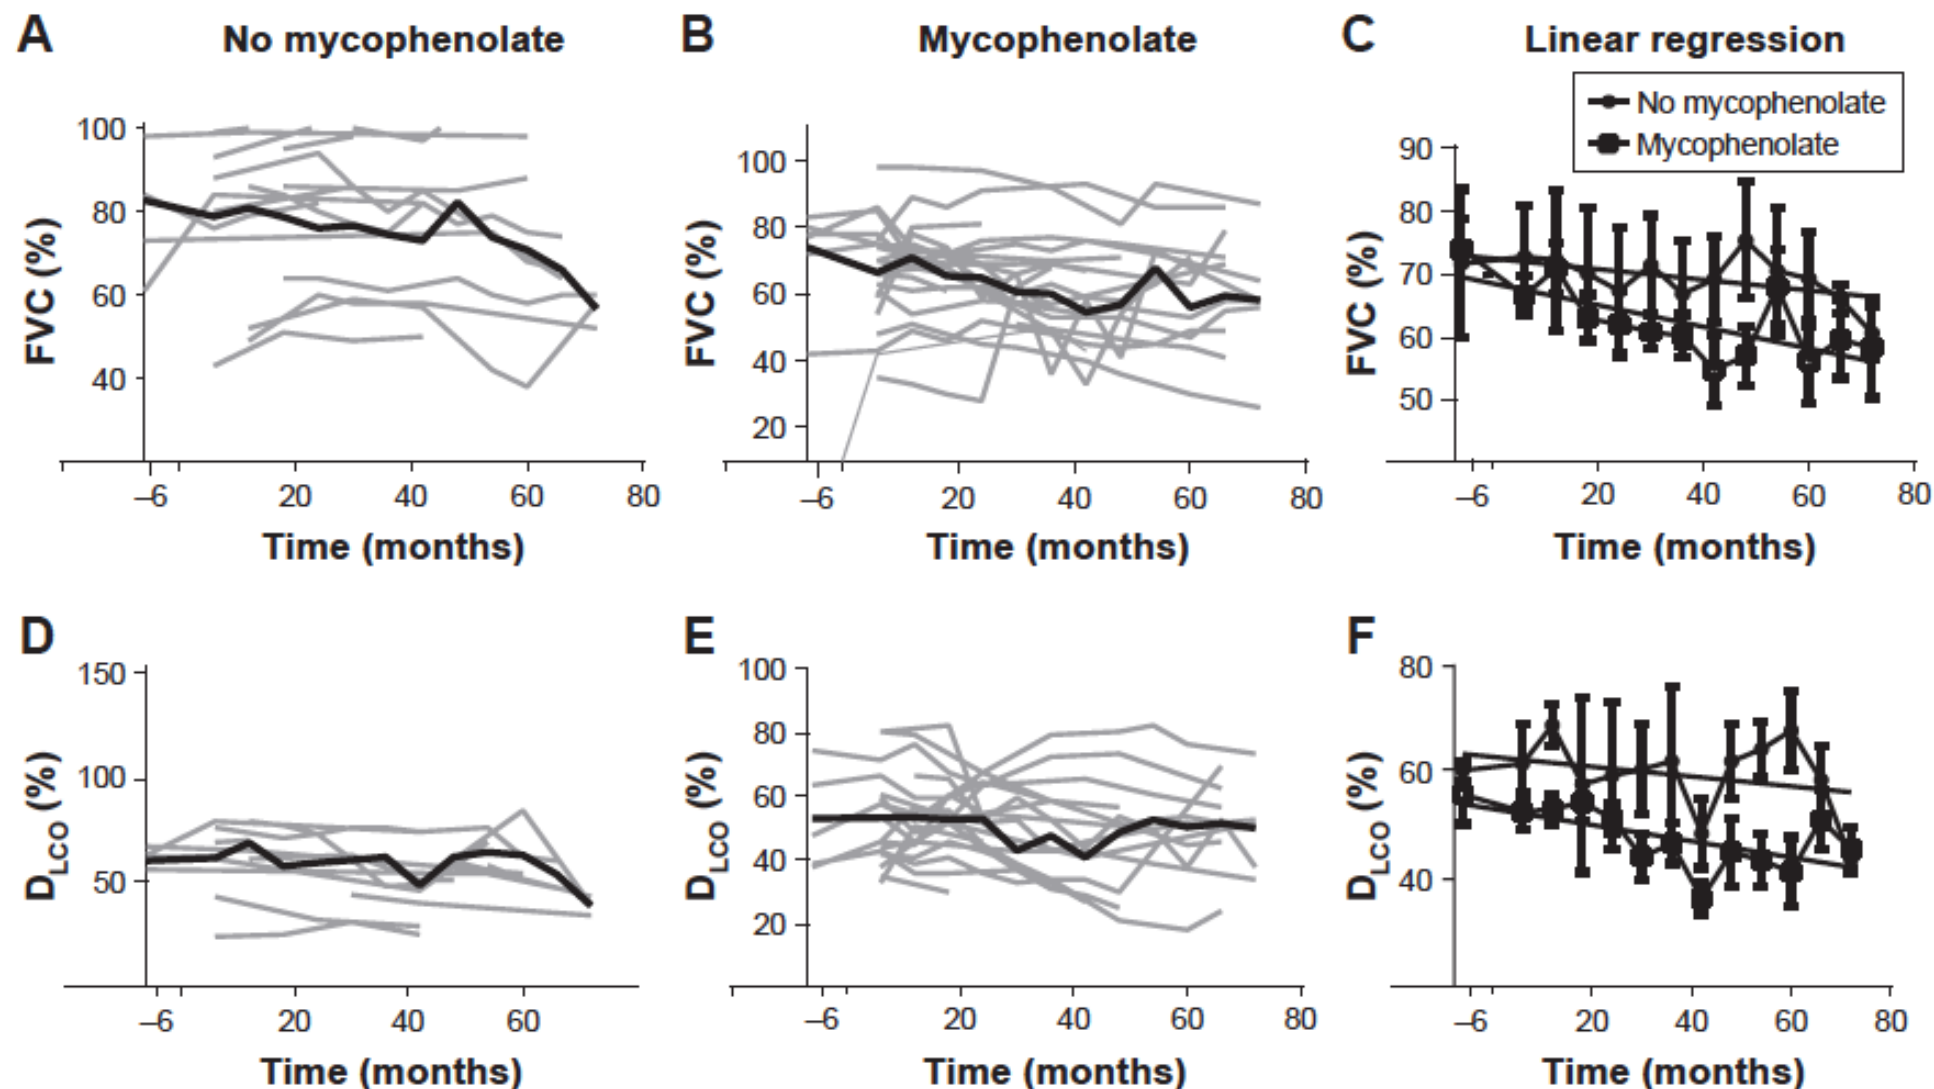 A No mycophenolate
FVC (%)
100
80
60
40
–6 20 40 60 80
Time (months)
B Mycophenolate
FVC (%)
100
80
60
40
20
–6 20 40 60 80
Time (months)
C Linear regression
No mycophenolate
Mycophenolate
FVC (%)
90
80
70
60
50
–6 20 40 60 80
Time (months)
D
DLCO (%)
150
100
50
–6 20 40 60
Time (months)
E
DLCO (%)
100
80
60
40
20
–6 20 40 60 80
Time (months)
F
DLCO (%)
80
60
40
–6 20 40 60 80
Time (months)